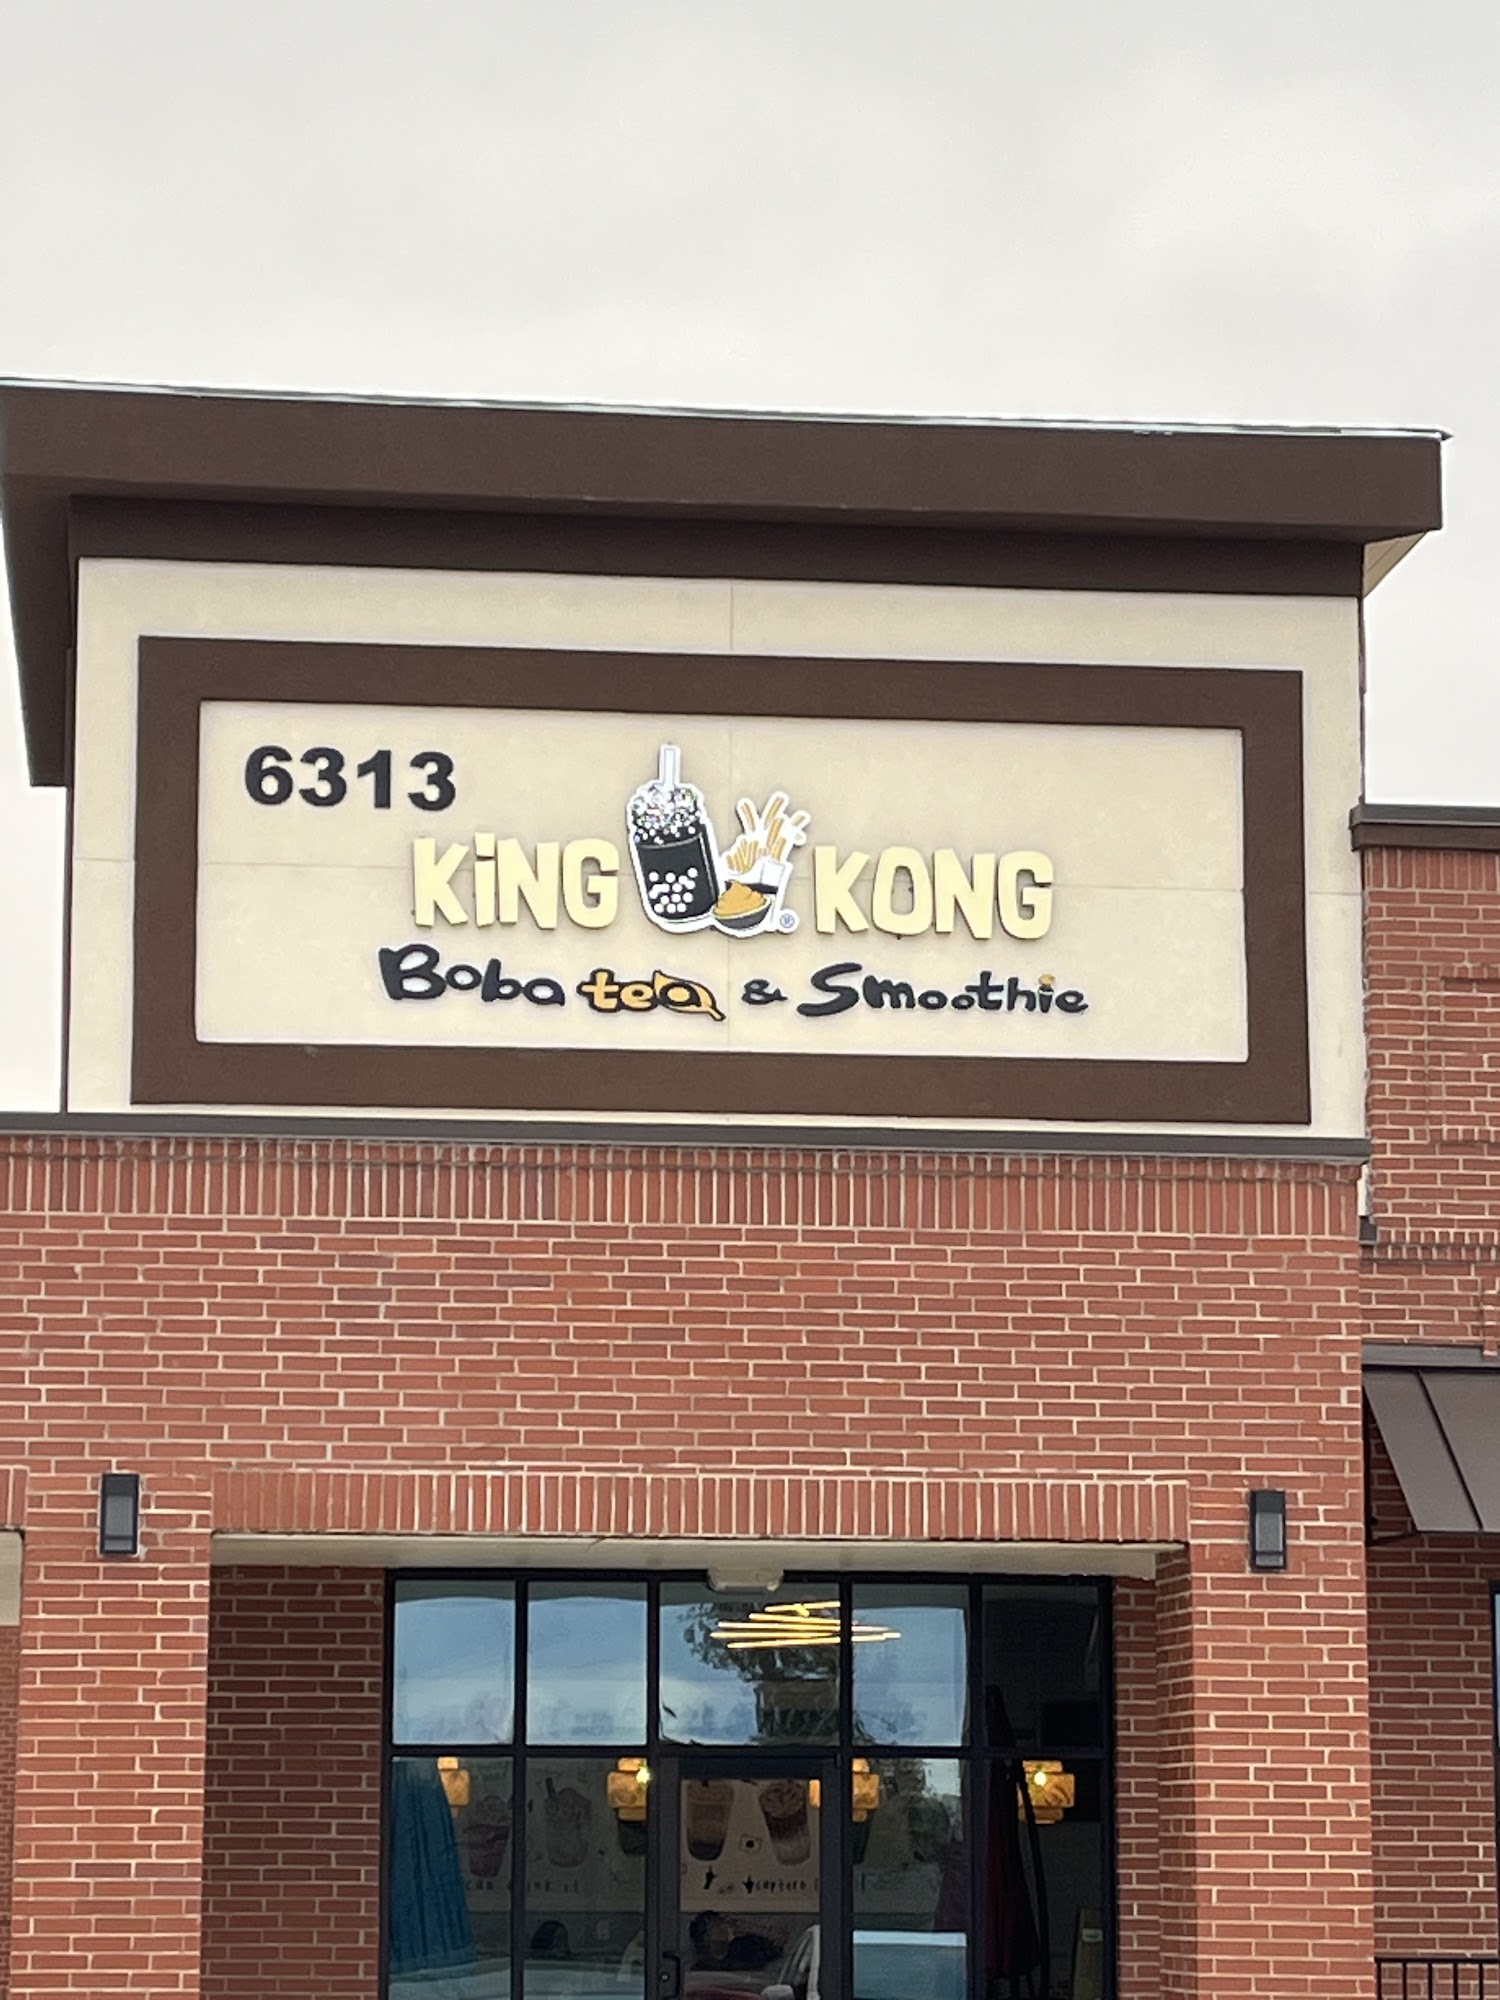 6313
KiNG KONG
®
Boba tea & Smoothie